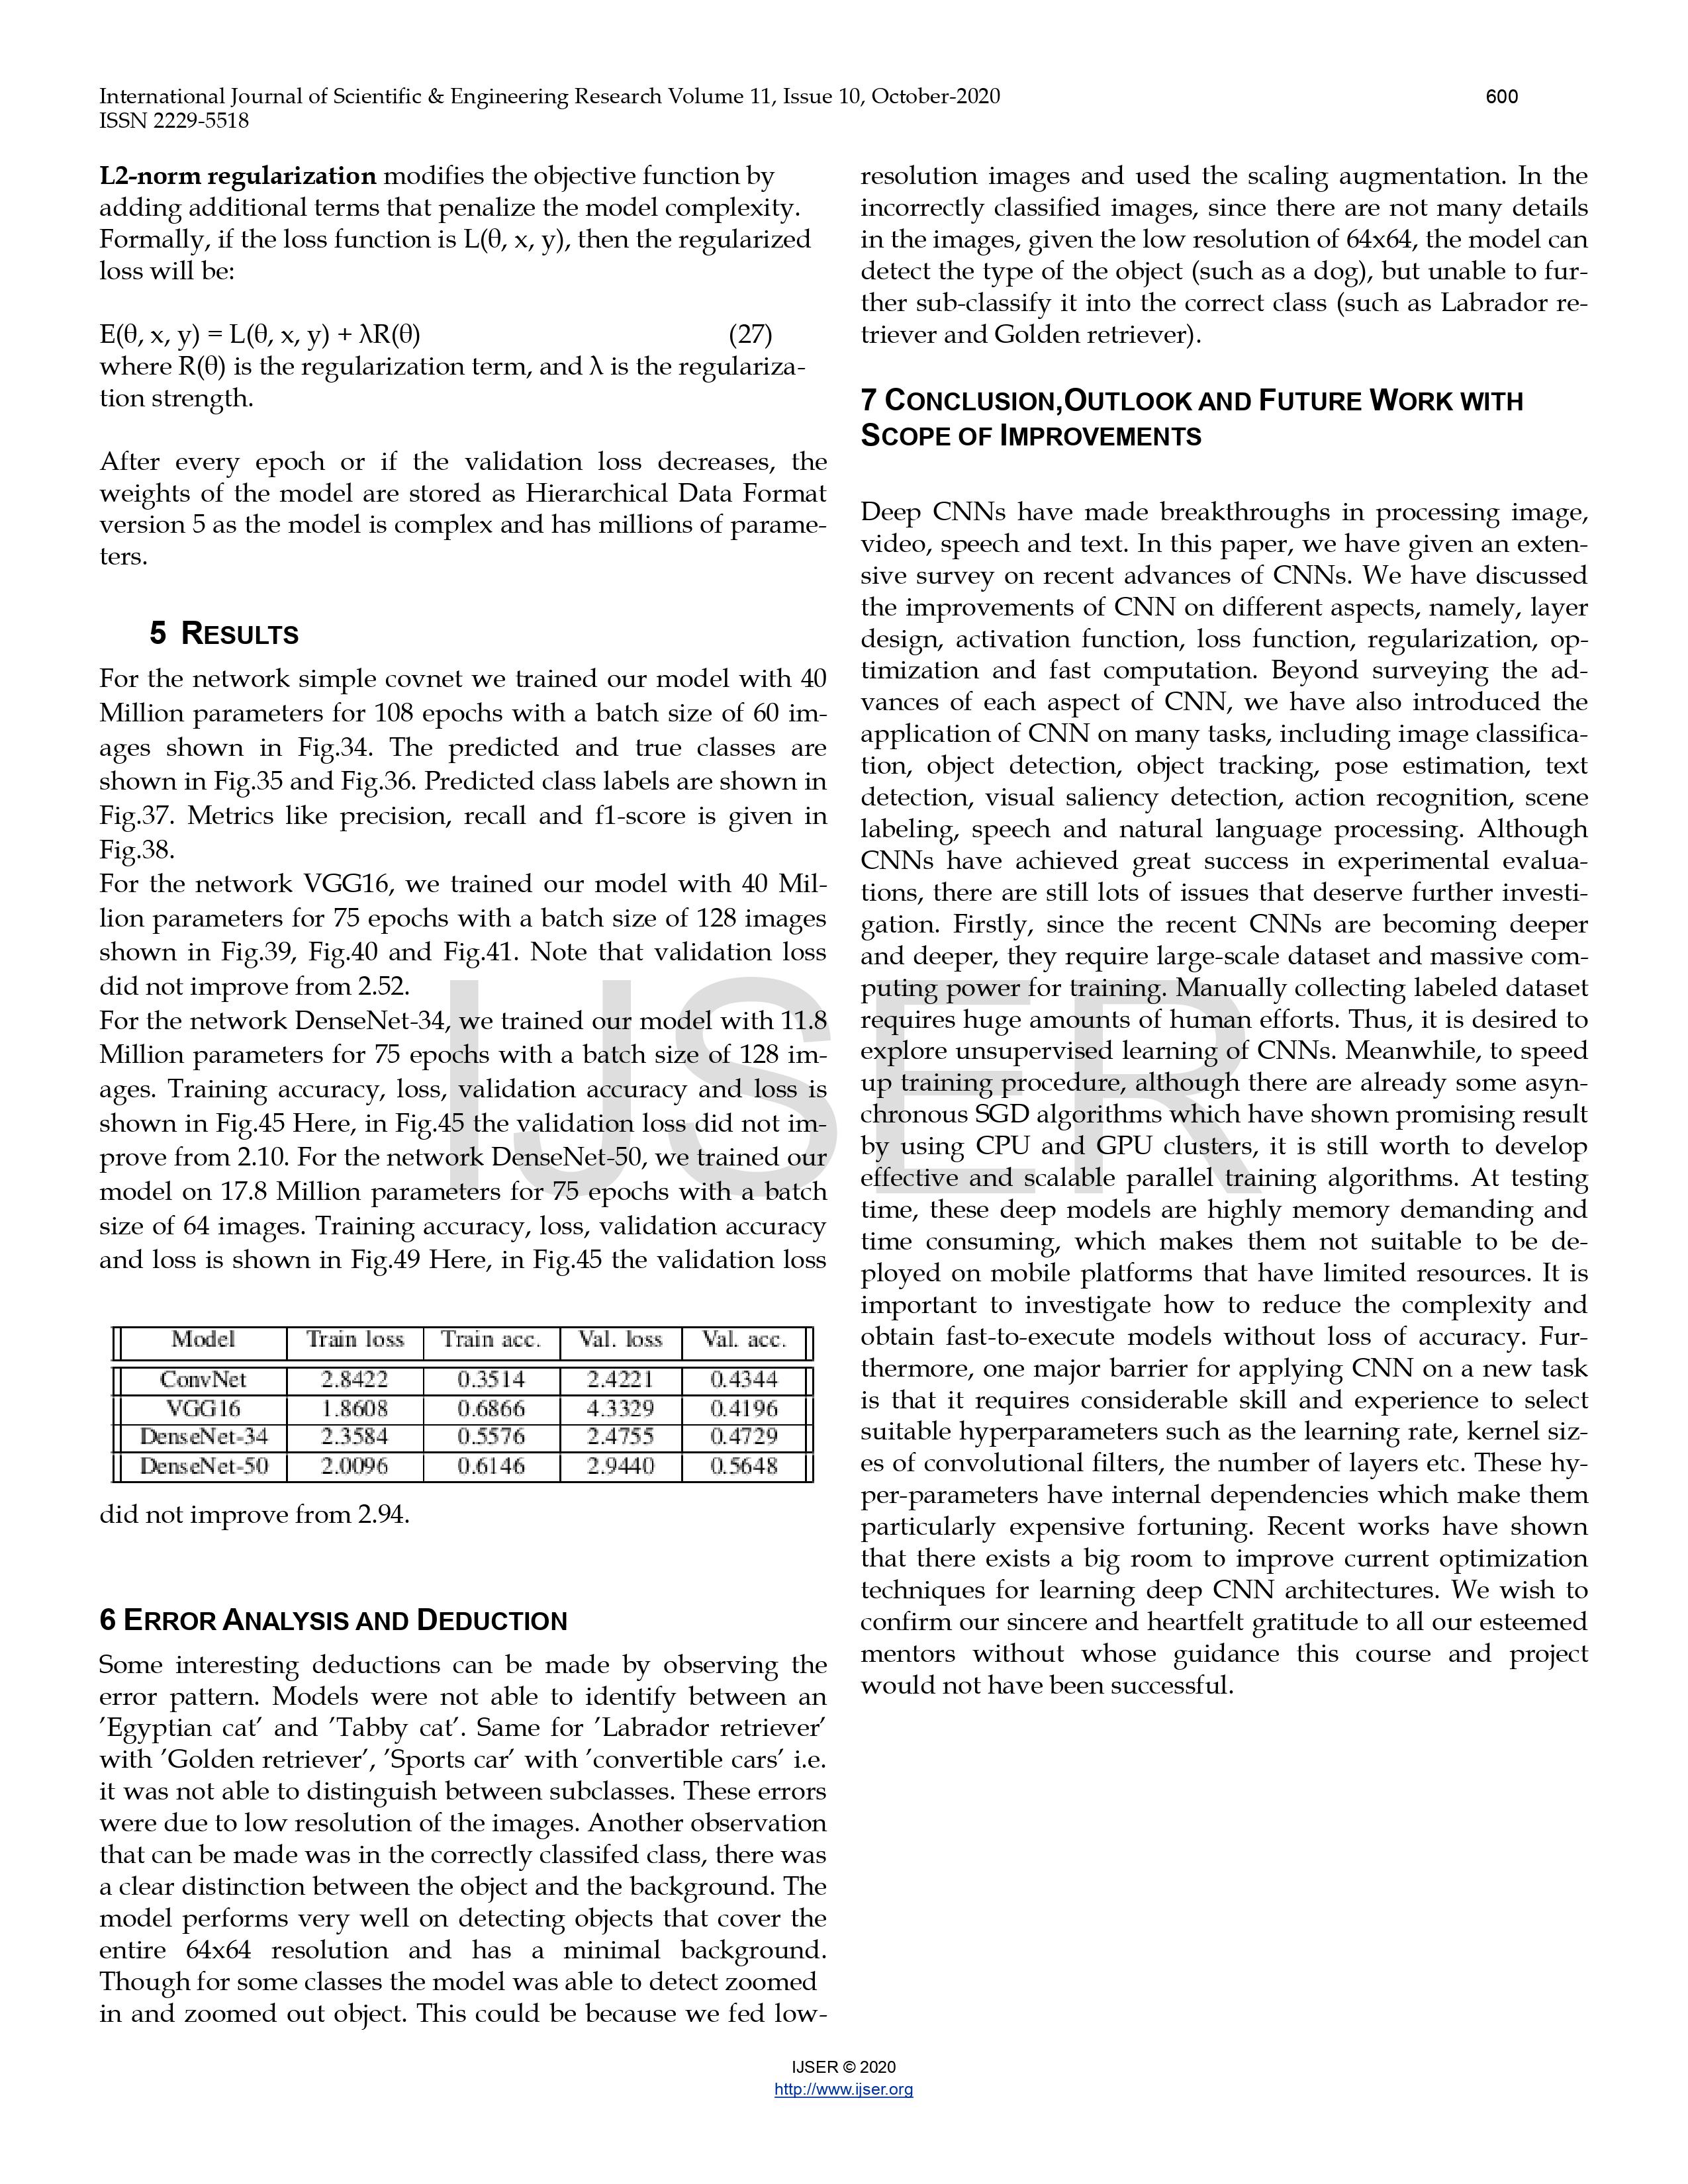 International Journal of Scientific & Engineering Research Volume 11, Issue 10, October-2020 600
ISSN 2229-5518
L2-norm regularization modifies the objective function by
adding additional terms that penalize the model complexity.
Formally, if the loss function is L(θ, x, y), then the regularized
loss will be:
E(θ, x, y) = L(θ, x, y) + λR(θ) (27)
where R(θ) is the regularization term, and λ is the regulariza-
tion strength.
After every epoch or if the validation loss decreases, the
weights of the model are stored as Hierarchical Data Format
version 5 as the model is complex and has millions of parame-
ters.
5 RESULTS
For the network simple covnet we trained our model with 40
Million parameters for 108 epochs with a batch size of 60 im-
ages shown in Fig.34. The predicted and true classes are
shown in Fig.35 and Fig.36. Predicted class labels are shown in
Fig.37. Metrics like precision, recall and f1-score is given in
Fig.38.
For the network VGG16, we trained our model with 40 Mil-
lion parameters for 75 epochs with a batch size of 128 images
shown in Fig.39, Fig.40 and Fig.41. Note that validation loss
did not improve from 2.52.
For the network DenseNet-34, we trained our model with 11.8
Million parameters for 75 epochs with a batch size of 128 im-
ages. Training accuracy, loss, validation accuracy and loss is
shown in Fig.45 Here, in Fig.45 the validation loss did not im-
prove from 2.10. For the network DenseNet-50, we trained our
model on 17.8 Million parameters for 75 epochs with a batch
size of 64 images. Training accuracy, loss, validation accuracy
and loss is shown in Fig.49 Here, in Fig.45 the validation loss
Model Train loss Train acc. Val. loss Val. acc.
ConvNet 2.8422 0.3514 2.4221 0.4344
VGG16 1.8608 0.6866 4.3329 0.4196
DenseNet-34 2.3584 0.5576 2.4755 0.4729
DenseNet-50 2.0096 0.6146 2.9440 0.5648
did not improve from 2.94.
6 ERROR ANALYSIS AND DEDUCTION
Some interesting deductions can be made by observing the
error pattern. Models were not able to identify between an
'Egyptian cat' and 'Tabby cat'. Same for 'Labrador retriever'
with 'Golden retriever', 'Sports car' with 'convertible cars' i.e.
it was not able to distinguish between subclasses. These errors
were due to low resolution of the images. Another observation
that can be made was in the correctly classifed class, there was
a clear distinction between the object and the background. The
model performs very well on detecting objects that cover the
entire 64x64 resolution and has a minimal background.
Though for some classes the model was able to detect zoomed
in and zoomed out object. This could be because we fed low-
resolution images and used the scaling augmentation. In the
incorrectly classified images, since there are not many details
in the images, given the low resolution of 64x64, the model can
detect the type of the object (such as a dog), but unable to fur-
ther sub-classify it into the correct class (such as Labrador re-
triever and Golden retriever).
7 CONCLUSION,OUTLOOK AND FUTURE WORK WITH
SCOPE OF IMPROVEMENTS
Deep CNNs have made breakthroughs in processing image,
video, speech and text. In this paper, we have given an exten-
sive survey on recent advances of CNNs. We have discussed
the improvements of CNN on different aspects, namely, layer
design, activation function, loss function, regularization, op-
timization and fast computation. Beyond surveying the ad-
vances of each aspect of CNN, we have also introduced the
application of CNN on many tasks, including image classifica-
tion, object detection, object tracking, pose estimation, text
detection, visual saliency detection, action recognition, scene
labeling, speech and natural language processing. Although
CNNs have achieved great success in experimental evalua-
tions, there are still lots of issues that deserve further investi-
gation. Firstly, since the recent CNNs are becoming deeper
and deeper, they require large-scale dataset and massive com-
puting power for training. Manually collecting labeled dataset
requires huge amounts of human efforts. Thus, it is desired to
explore unsupervised learning of CNNs. Meanwhile, to speed
up training procedure, although there are already some asyn-
chronous SGD algorithms which have shown promising result
by using CPU and GPU clusters, it is still worth to develop
effective and scalable parallel training algorithms. At testing
time, these deep models are highly memory demanding and
time consuming, which makes them not suitable to be de-
ployed on mobile platforms that have limited resources. It is
important to investigate how to reduce the complexity and
obtain fast-to-execute models without loss of accuracy. Fur-
thermore, one major barrier for applying CNN on a new task
is that it requires considerable skill and experience to select
suitable hyperparameters such as the learning rate, kernel siz-
es of convolutional filters, the number of layers etc. These hy-
per-parameters have internal dependencies which make them
particularly expensive fortuning. Recent works have shown
that there exists a big room to improve current optimization
techniques for learning deep CNN architectures. We wish to
confirm our sincere and heartfelt gratitude to all our esteemed
mentors without whose guidance this course and project
would not have been successful.
IJSER
IJSER © 2020
http://www.ijser.org